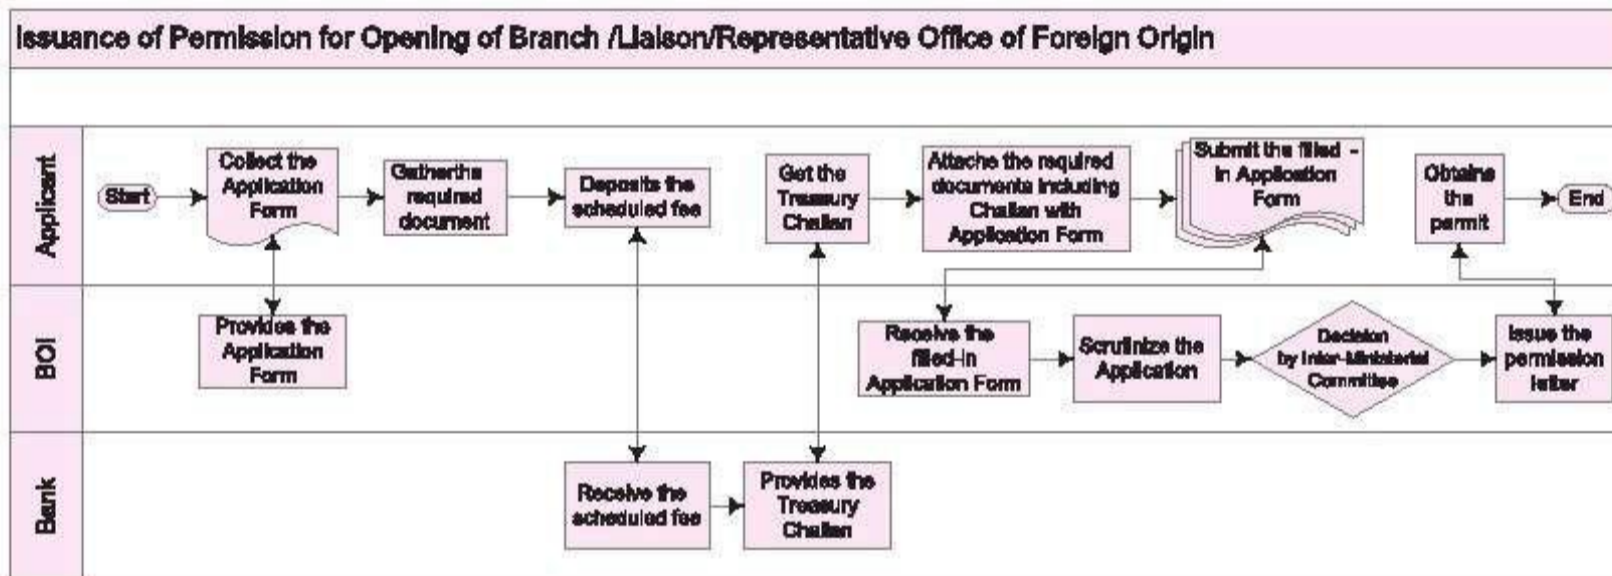 Issuance of Permission for Opening of Branch /Liaison/Representative Office of Foreign Origin
Applicant
Start
Collect the
Application
Form
Gatherthe
required
document
Deposits the
scheduled fee
Get the
Treasury
Challan
Attache the required
documents including
Challan with
Application Form
Submit the filled -
in Application
Form
Obtains
the
permit
End
BOI
Provides the
Application
Form
Receive the
filled-in
Application Form
Scrutinize the
Application
Decision
by Inter-Ministerial
Committee
Issue the
permission
letter
Bank
Receive the
scheduled fee
Provides the
Treasury
Challan